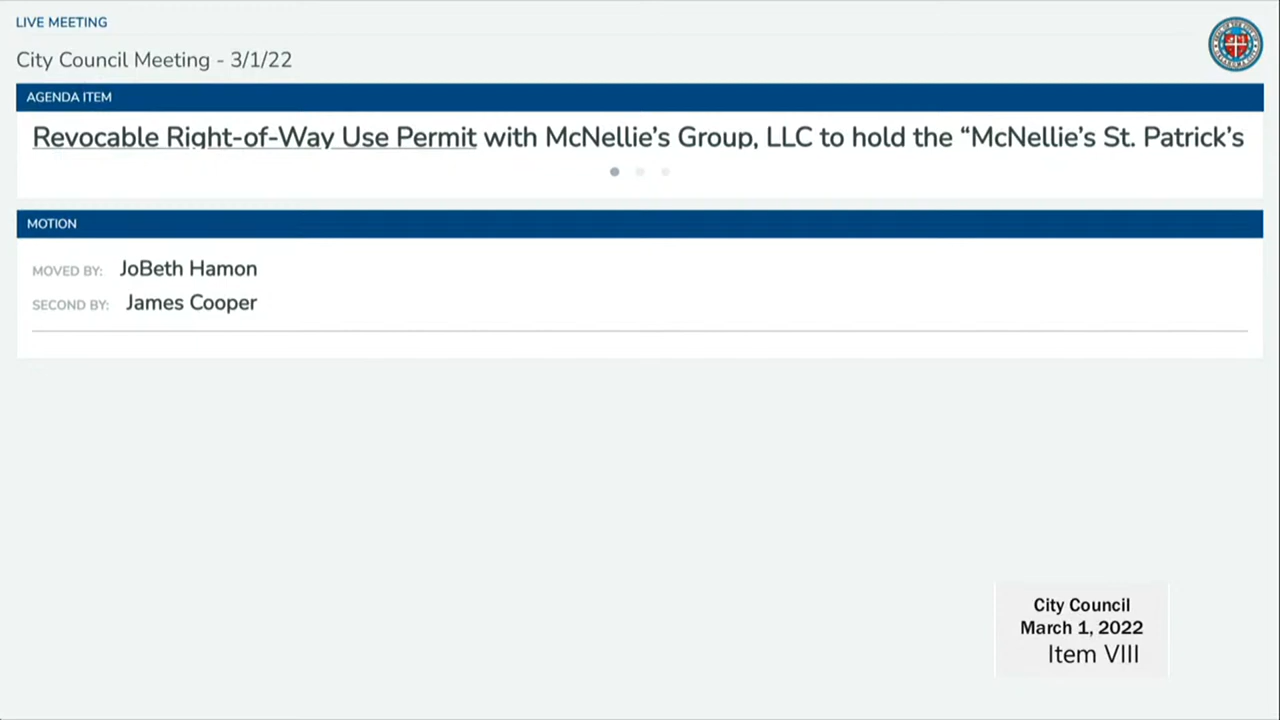 LIVE MEETING
City Council Meeting - 3/1/22
AGENDA ITEM
Revocable Right-of-Way Use Permit with McNellie’s Group, LLC to hold the “McNellie’s St. Patrick’s
MOTION
MOVED BY: JoBeth Hamon
SECOND BY: James Cooper
City Council
March 1, 2022
Item VIII